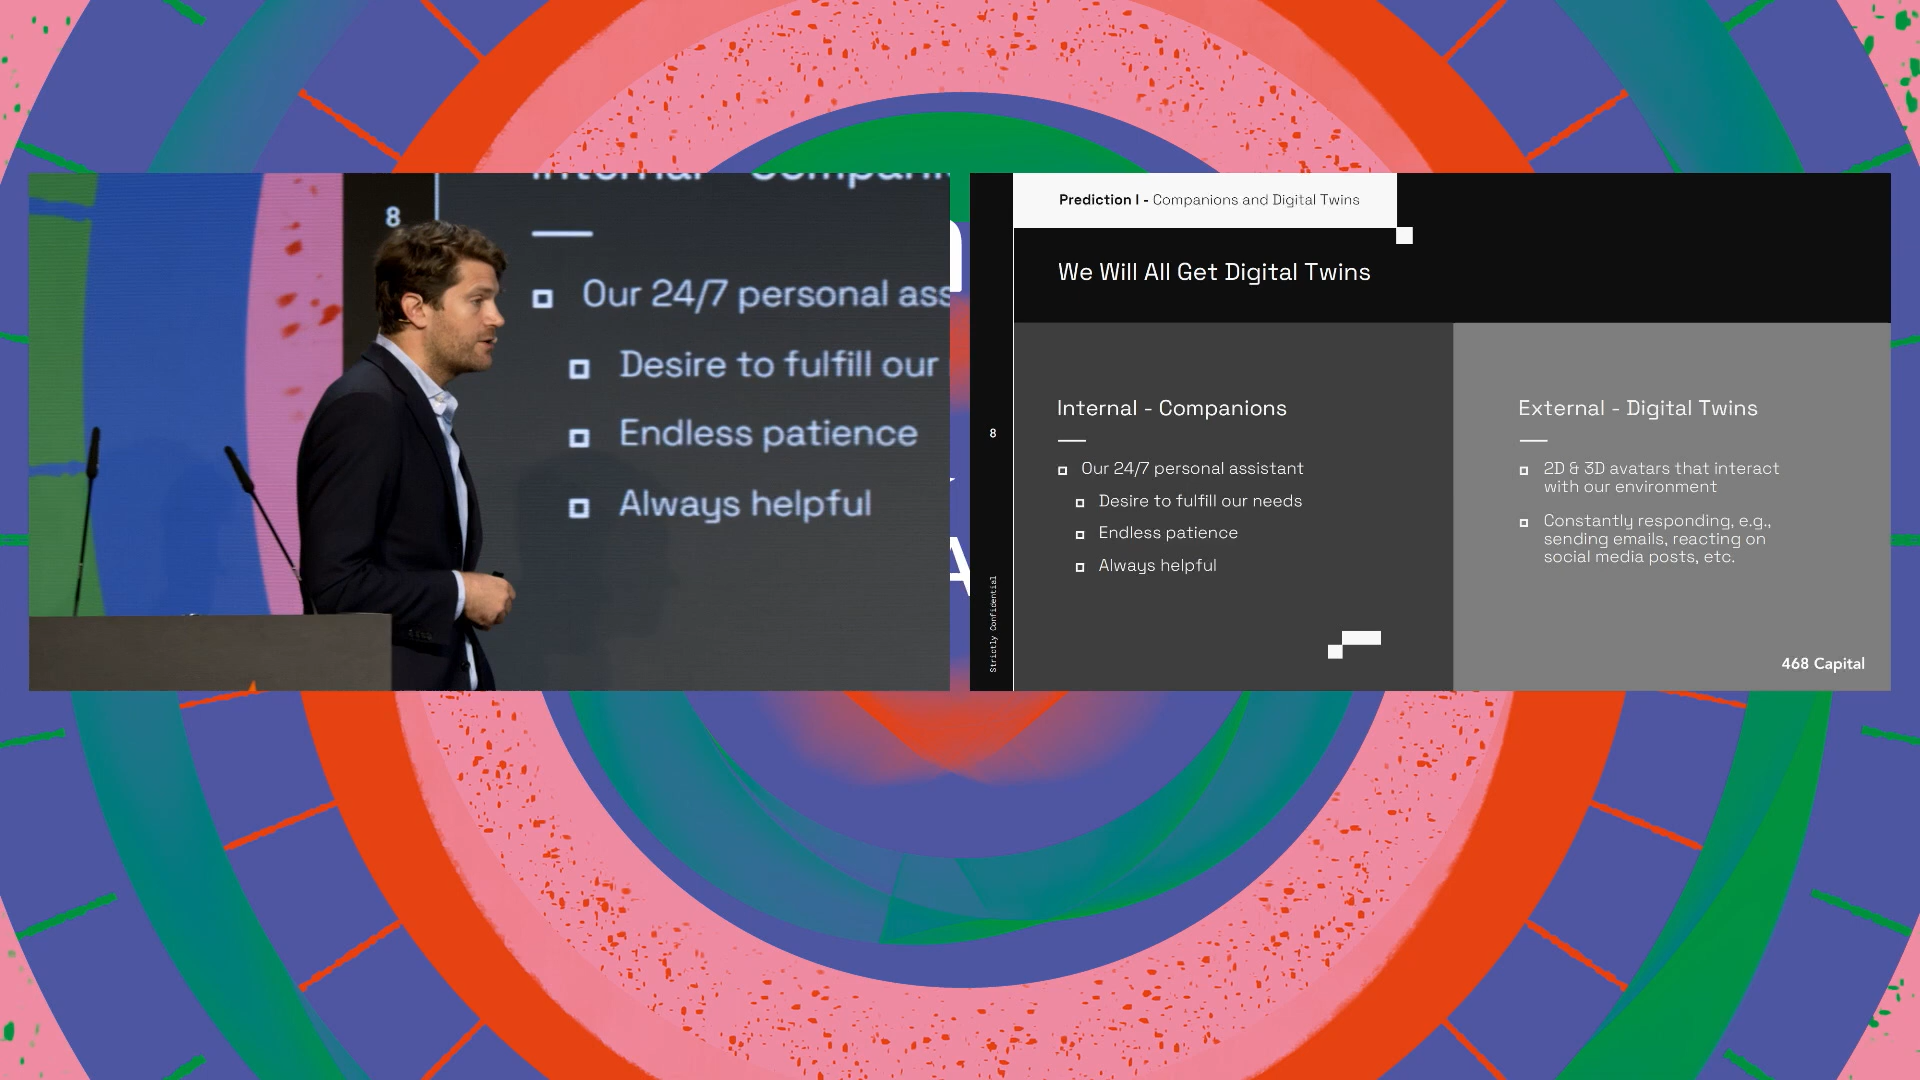 8
Internal - Compani
Our 24/7 personal ass
Desire to fulfill our
Endless patience
Always helpful
Prediction I - Companions and Digital Twins
We Will All Get Digital Twins
Internal - Companions
Our 24/7 personal assistant
Desire to fulfill our needs
Endless patience
Always helpful
External - Digital Twins
2D & 3D avatars that interact
with our environment
Constantly responding, e.g.,
sending emails, reacting on
social media posts, etc.
8
Strictly Confidential
468 Capital